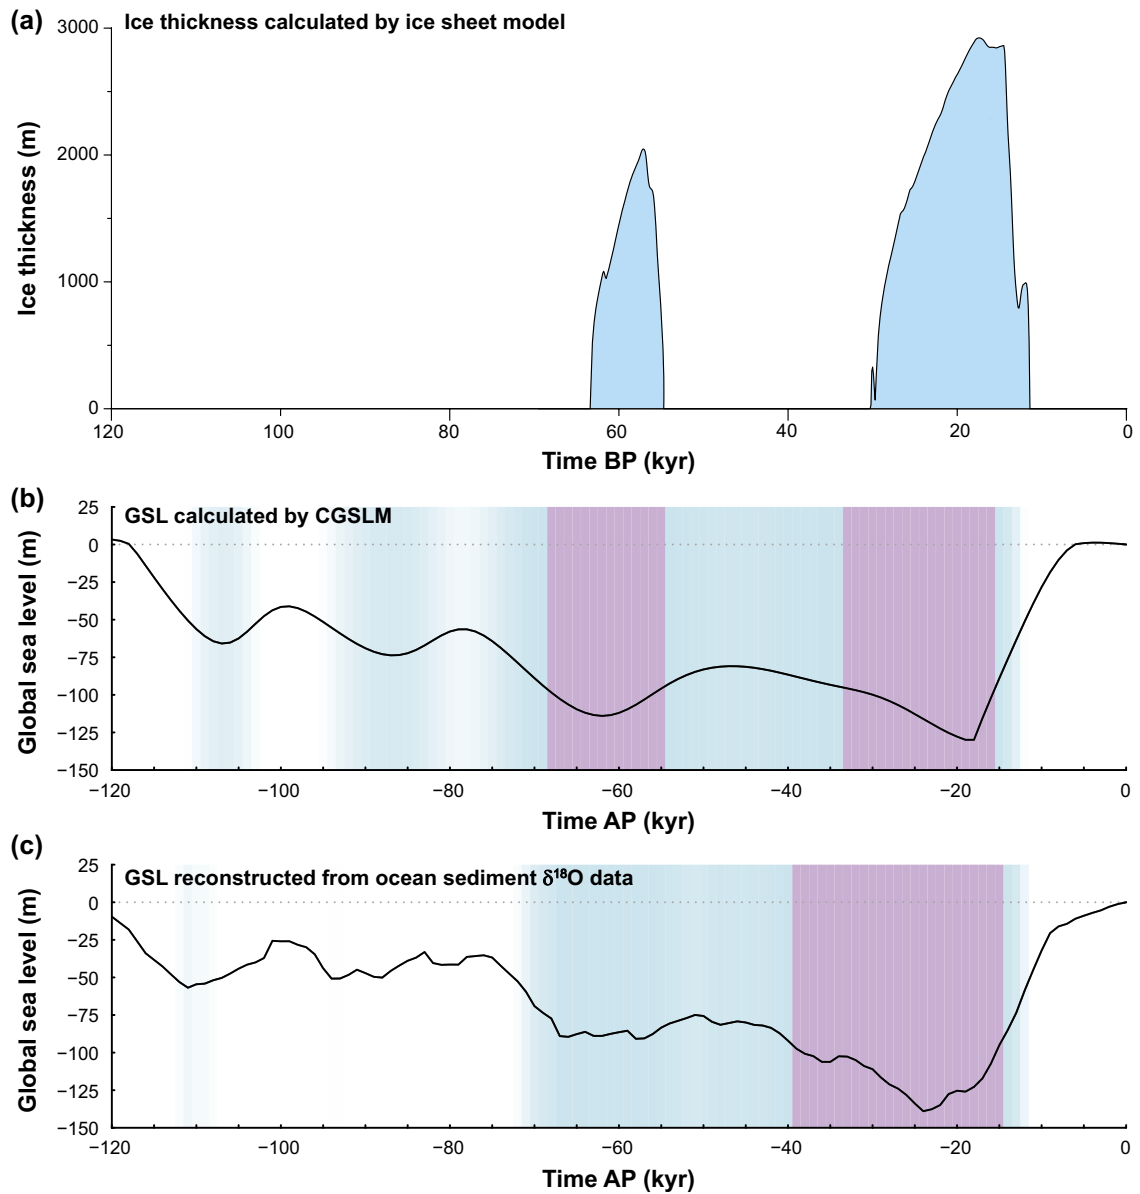 (a)
Ice thickness calculated by ice sheet model
3000
2000
1000
0
Ice thickness (m)
120 100 80 60 40 20 0
Time BP (kyr)
(b)
GSL calculated by CGSLM
25
0
−25
−50
−75
−100
−125
−150
Global sea level (m)
−120 −100 −80 −60 −40 −20 0
Time AP (kyr)
(c)
GSL reconstructed from ocean sediment δ¹⁸O data
25
0
−25
−50
−75
−100
−125
−150
Global sea level (m)
−120 −100 −80 −60 −40 −20 0
Time AP (kyr)